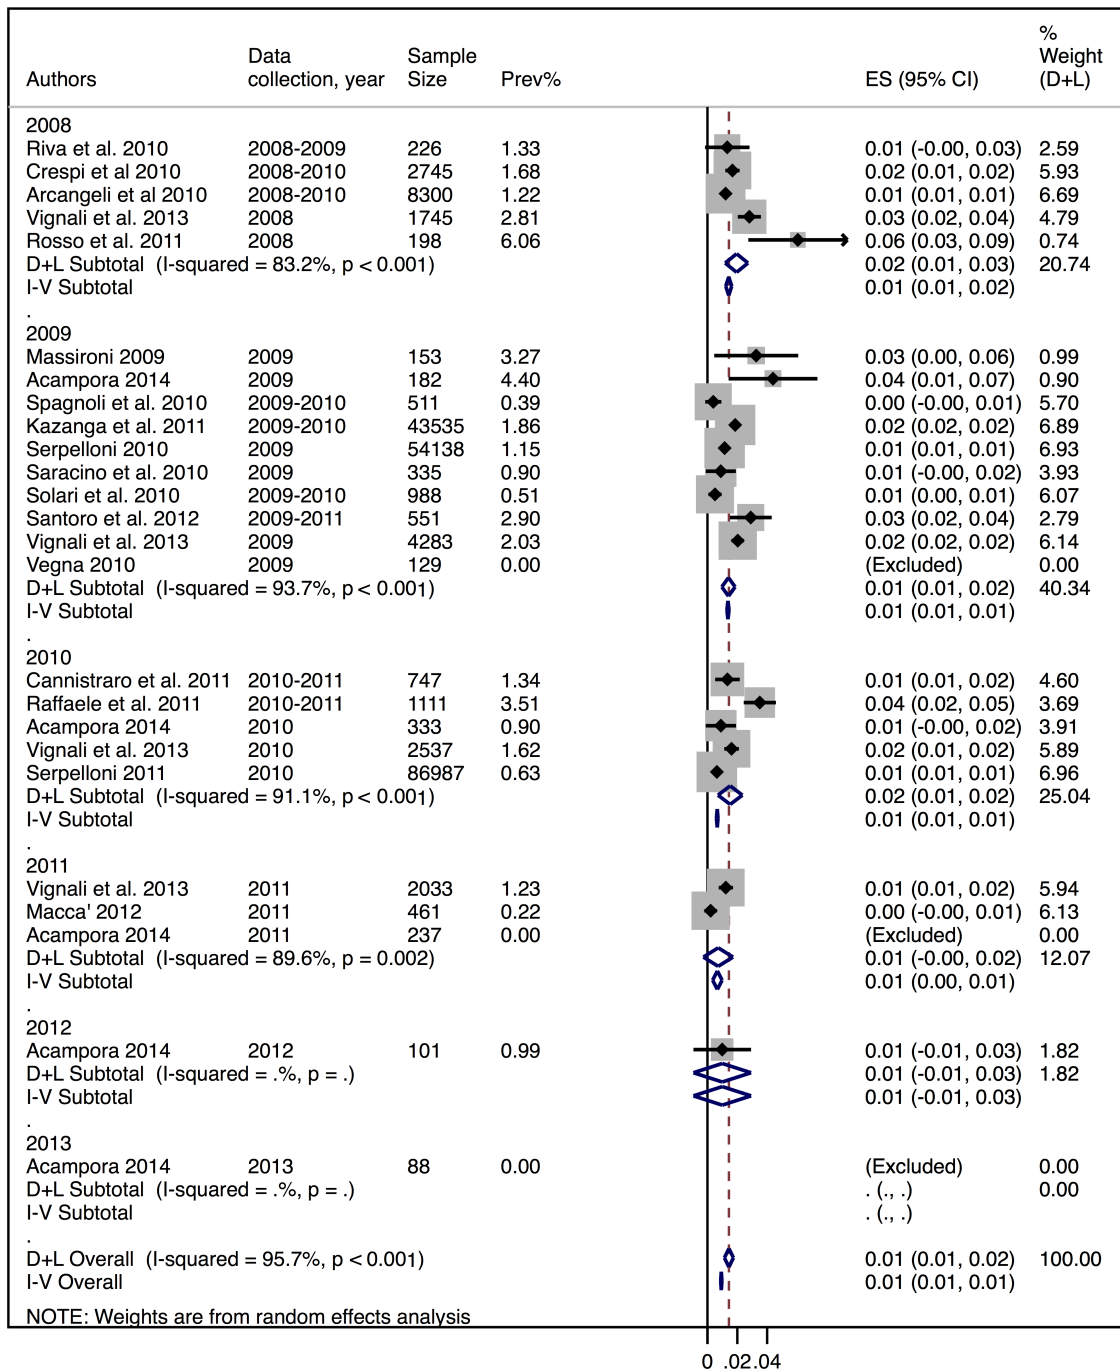 %
Data Sample Weight
Authors collection, year Size Prev% ES (95% CI) (D+L)
2008
Riva et al. 2010 2008-2009 226 1.33 0.01 (-0.00, 0.03) 2.59
Crespi et al 2010 2008-2010 2745 1.68 0.02 (0.01, 0.02) 5.93
Arcangeli et al 2010 2008-2010 8300 1.22 0.01 (0.01, 0.01) 6.69
Vignali et al. 2013 2008 1745 2.81 0.03 (0.02, 0.04) 4.79
Rosso et al. 2011 2008 198 6.06 0.06 (0.03, 0.09) 0.74
D+L Subtotal (I-squared = 83.2%, p < 0.001) 0.02 (0.01, 0.03) 20.74
I-V Subtotal 0.01 (0.01, 0.02)
.
2009
Massironi 2009 2009 153 3.27 0.03 (0.00, 0.06) 0.99
Acampora 2014 2009 182 4.40 0.04 (0.01, 0.07) 0.90
Spagnoli et al. 2010 2009-2010 511 0.39 0.00 (-0.00, 0.01) 5.70
Kazanga et al. 2011 2009-2010 43535 1.86 0.02 (0.02, 0.02) 6.89
Serpelloni 2010 2009 54138 1.15 0.01 (0.01, 0.01) 6.93
Saracino et al. 2010 2009 335 0.90 0.01 (-0.00, 0.02) 3.93
Solari et al. 2010 2009-2010 988 0.51 0.01 (0.00, 0.01) 6.07
Santoro et al. 2012 2009-2011 551 2.90 0.03 (0.02, 0.04) 2.79
Vignali et al. 2013 2009 4283 2.03 0.02 (0.02, 0.02) 6.14
Vegna 2010 2009 129 0.00 (Excluded) 0.00
D+L Subtotal (I-squared = 93.7%, p < 0.001) 0.01 (0.01, 0.02) 40.34
I-V Subtotal 0.01 (0.01, 0.01)
.
2010
Cannistraro et al. 2011 2010-2011 747 1.34 0.01 (0.01, 0.02) 4.60
Raffaele et al. 2011 2010-2011 1111 3.51 0.04 (0.02, 0.05) 3.69
Acampora 2014 2010 333 0.90 0.01 (-0.00, 0.02) 3.91
Vignali et al. 2013 2010 2537 1.62 0.02 (0.01, 0.02) 5.89
Serpelloni 2011 2010 86987 0.63 0.01 (0.01, 0.01) 6.96
D+L Subtotal (I-squared = 91.1%, p < 0.001) 0.02 (0.01, 0.02) 25.04
I-V Subtotal 0.01 (0.01, 0.01)
.
2011
Vignali et al. 2013 2011 2033 1.23 0.01 (0.01, 0.02) 5.94
Macca' 2012 2011 461 0.22 0.00 (-0.00, 0.01) 6.13
Acampora 2014 2011 237 0.00 (Excluded) 0.00
D+L Subtotal (I-squared = 89.6%, p = 0.002) 0.01 (-0.00, 0.02) 12.07
I-V Subtotal 0.01 (0.00, 0.01)
.
2012
Acampora 2014 2012 101 0.99 0.01 (-0.01, 0.03) 1.82
D+L Subtotal (I-squared = .%, p = .) 0.01 (-0.01, 0.03) 1.82
I-V Subtotal 0.01 (-0.01, 0.03)
.
2013
Acampora 2014 2013 88 0.00 (Excluded) 0.00
D+L Subtotal (I-squared = .%, p = .) . (., .) 0.00
I-V Subtotal . (., .)
.
D+L Overall (I-squared = 95.7%, p < 0.001) 0.01 (0.01, 0.02) 100.00
I-V Overall 0.01 (0.01, 0.01)
NOTE: Weights are from random effects analysis
0 .02 .04